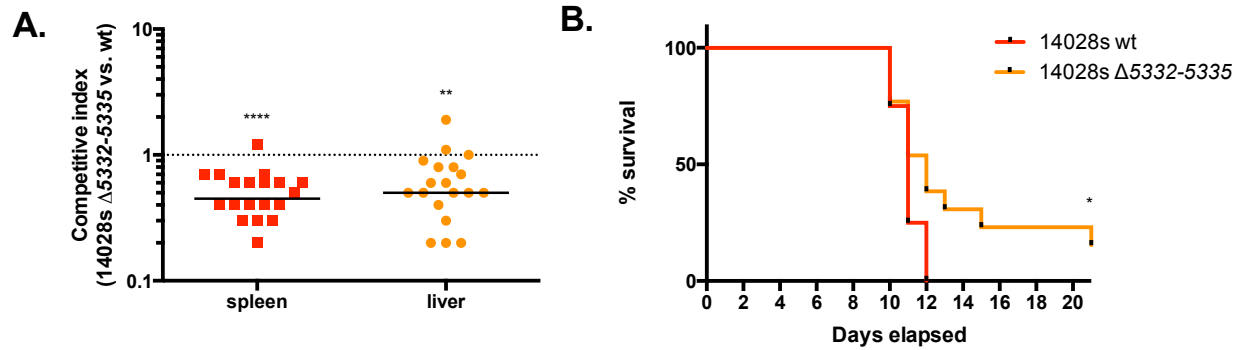 A.
Competitive index
(14028s Δ5332-5335 vs. wt)
10
1
0.1
****
**
spleen
liver
B.
% survival
100
50
0
14028s wt
14028s Δ5332-5335
*
0 2 4 6 8 10 12 14 16 18 20
Days elapsed